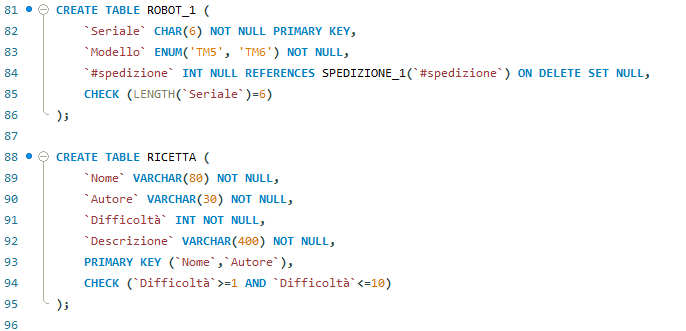 81 CREATE TABLE ROBOT_1 (
82 `Seriale` CHAR(6) NOT NULL PRIMARY KEY,
83 `Modello` ENUM('TM5', 'TM6') NOT NULL,
84 `#spedizione` INT NULL REFERENCES SPEDIZIONE_1(`#spedizione`) ON DELETE SET NULL,
85 CHECK (LENGTH(`Seriale`)=6)
86 );
87
88 CREATE TABLE RICETTA (
89 `Nome` VARCHAR(80) NOT NULL,
90 `Autore` VARCHAR(30) NOT NULL,
91 `Difficoltà` INT NOT NULL,
92 `Descrizione` VARCHAR(400) NOT NULL,
93 PRIMARY KEY (`Nome`,`Autore`),
94 CHECK (`Difficoltà`>=1 AND `Difficoltà`<=10)
95 );
96